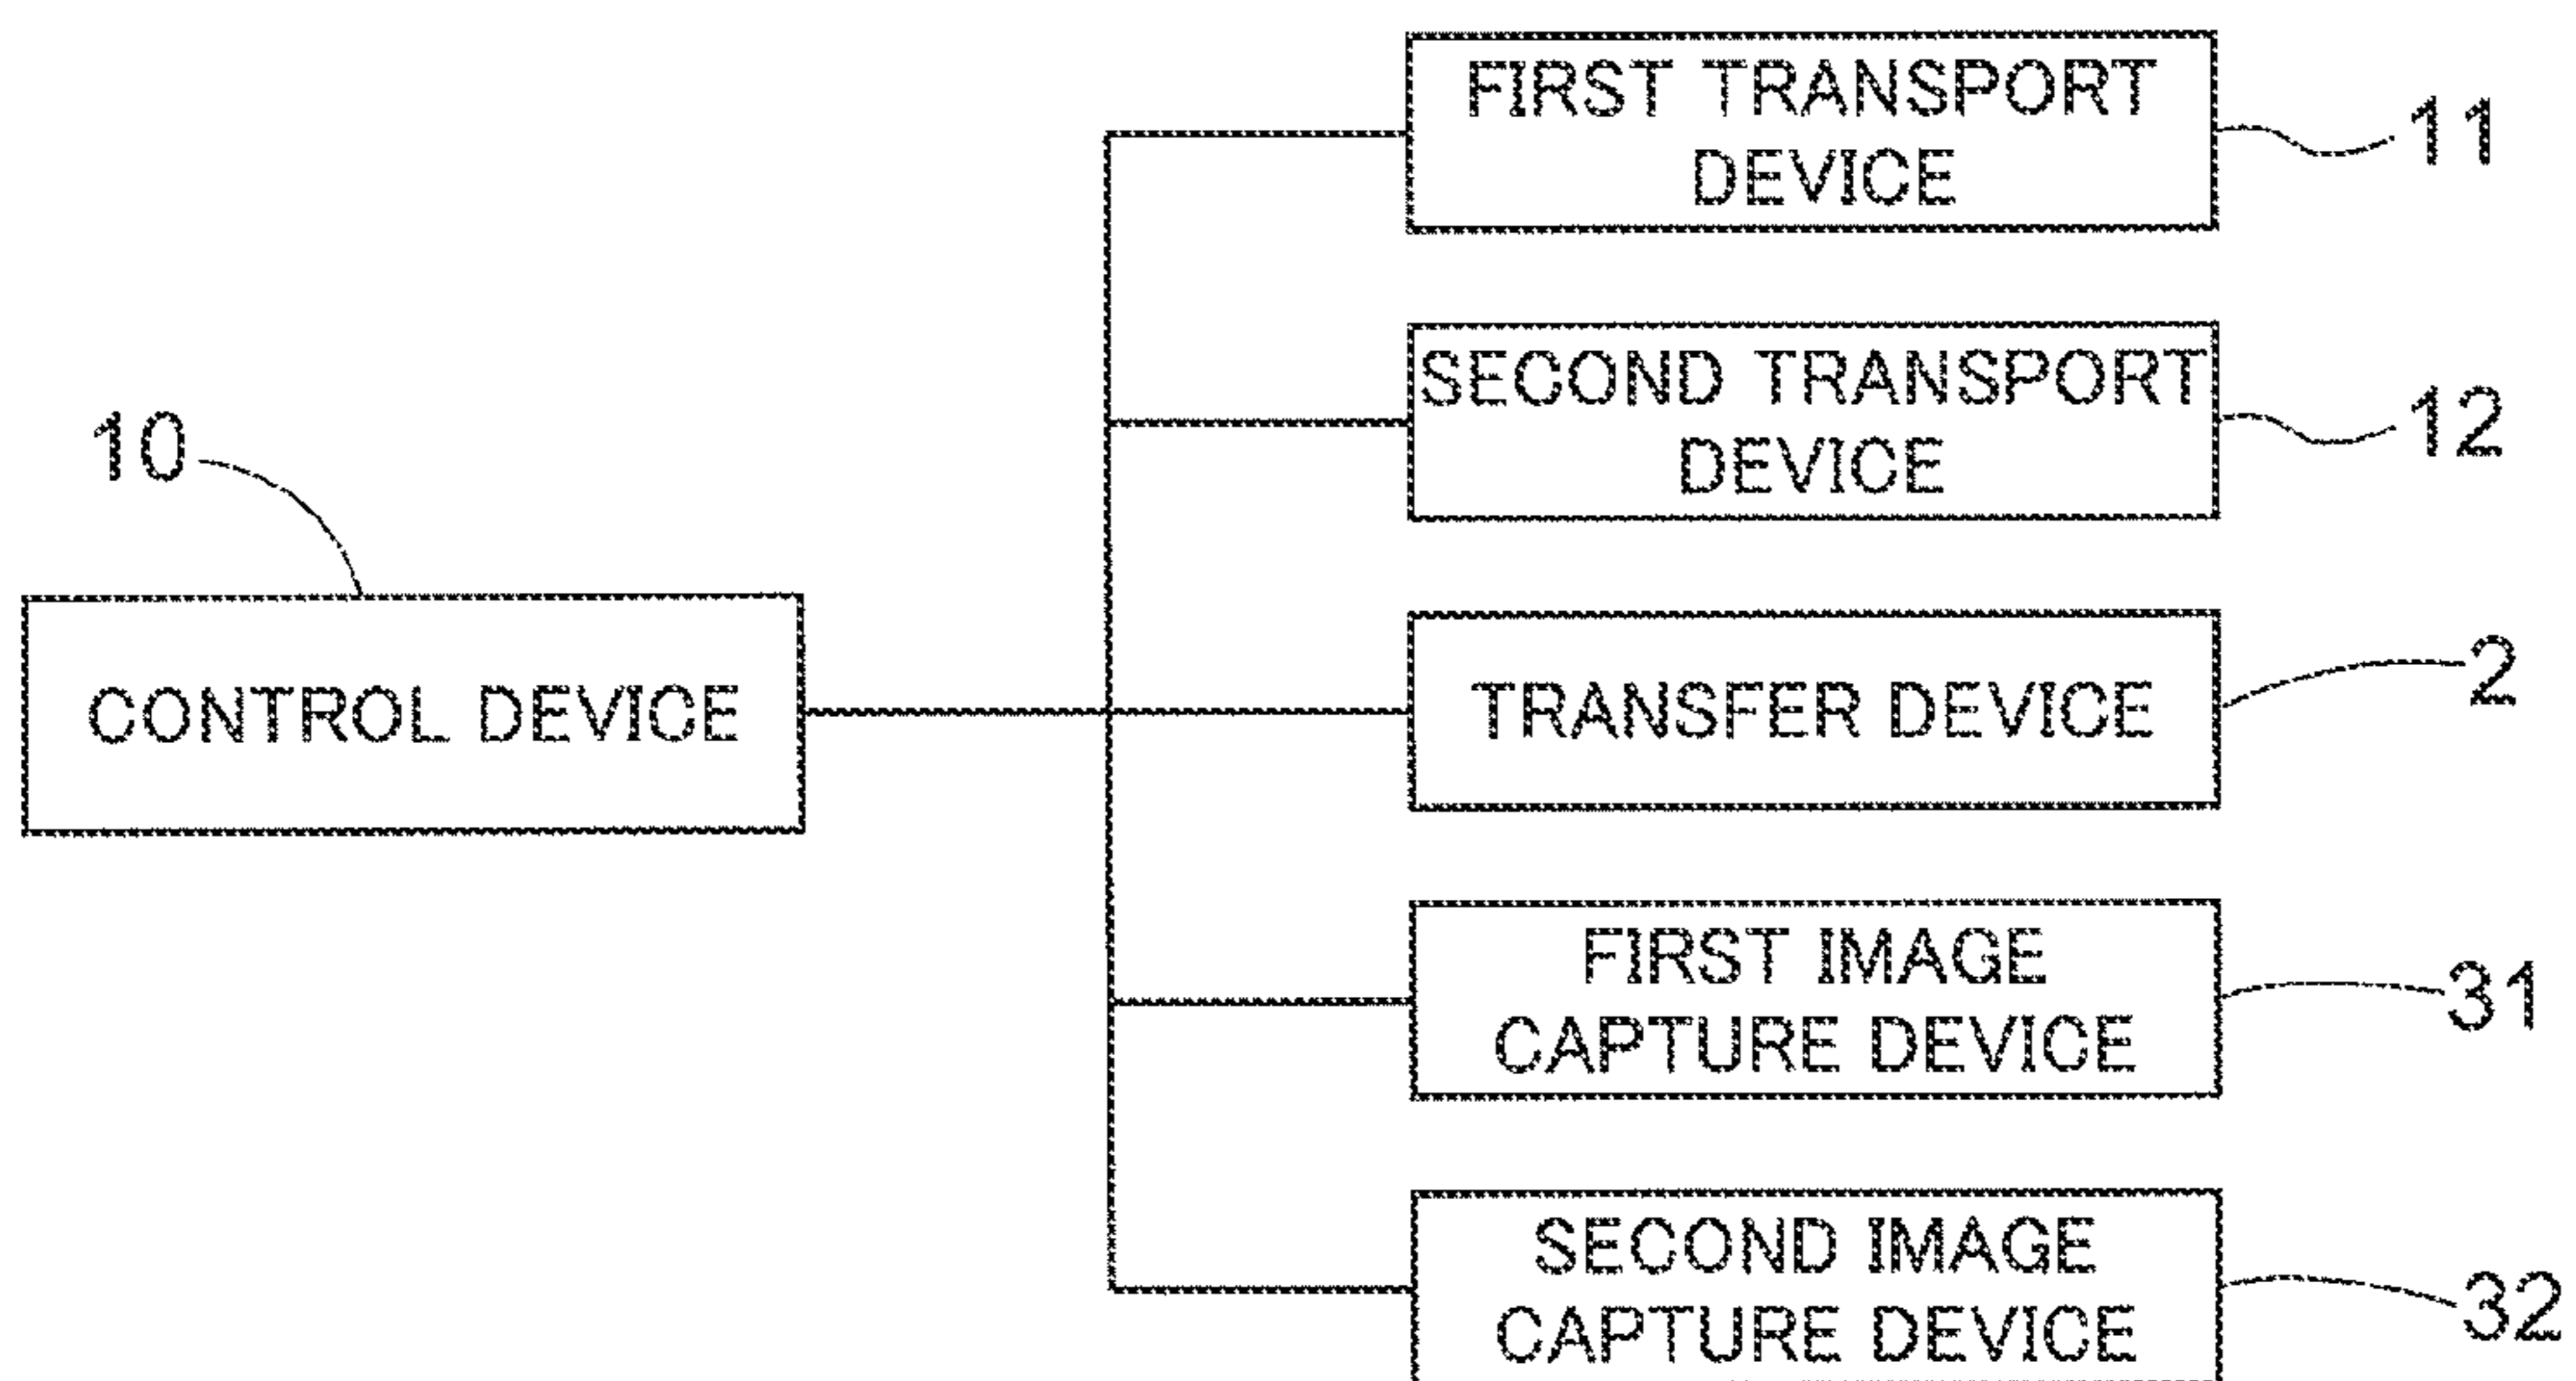 FIRST TRANSPORT
DEVICE
11
SECOND TRANSPORT
DEVICE
12
10
CONTROL DEVICE
TRANSFER DEVICE
2
FIRST IMAGE
CAPTURE DEVICE
31
SECOND IMAGE
CAPTURE DEVICE
32